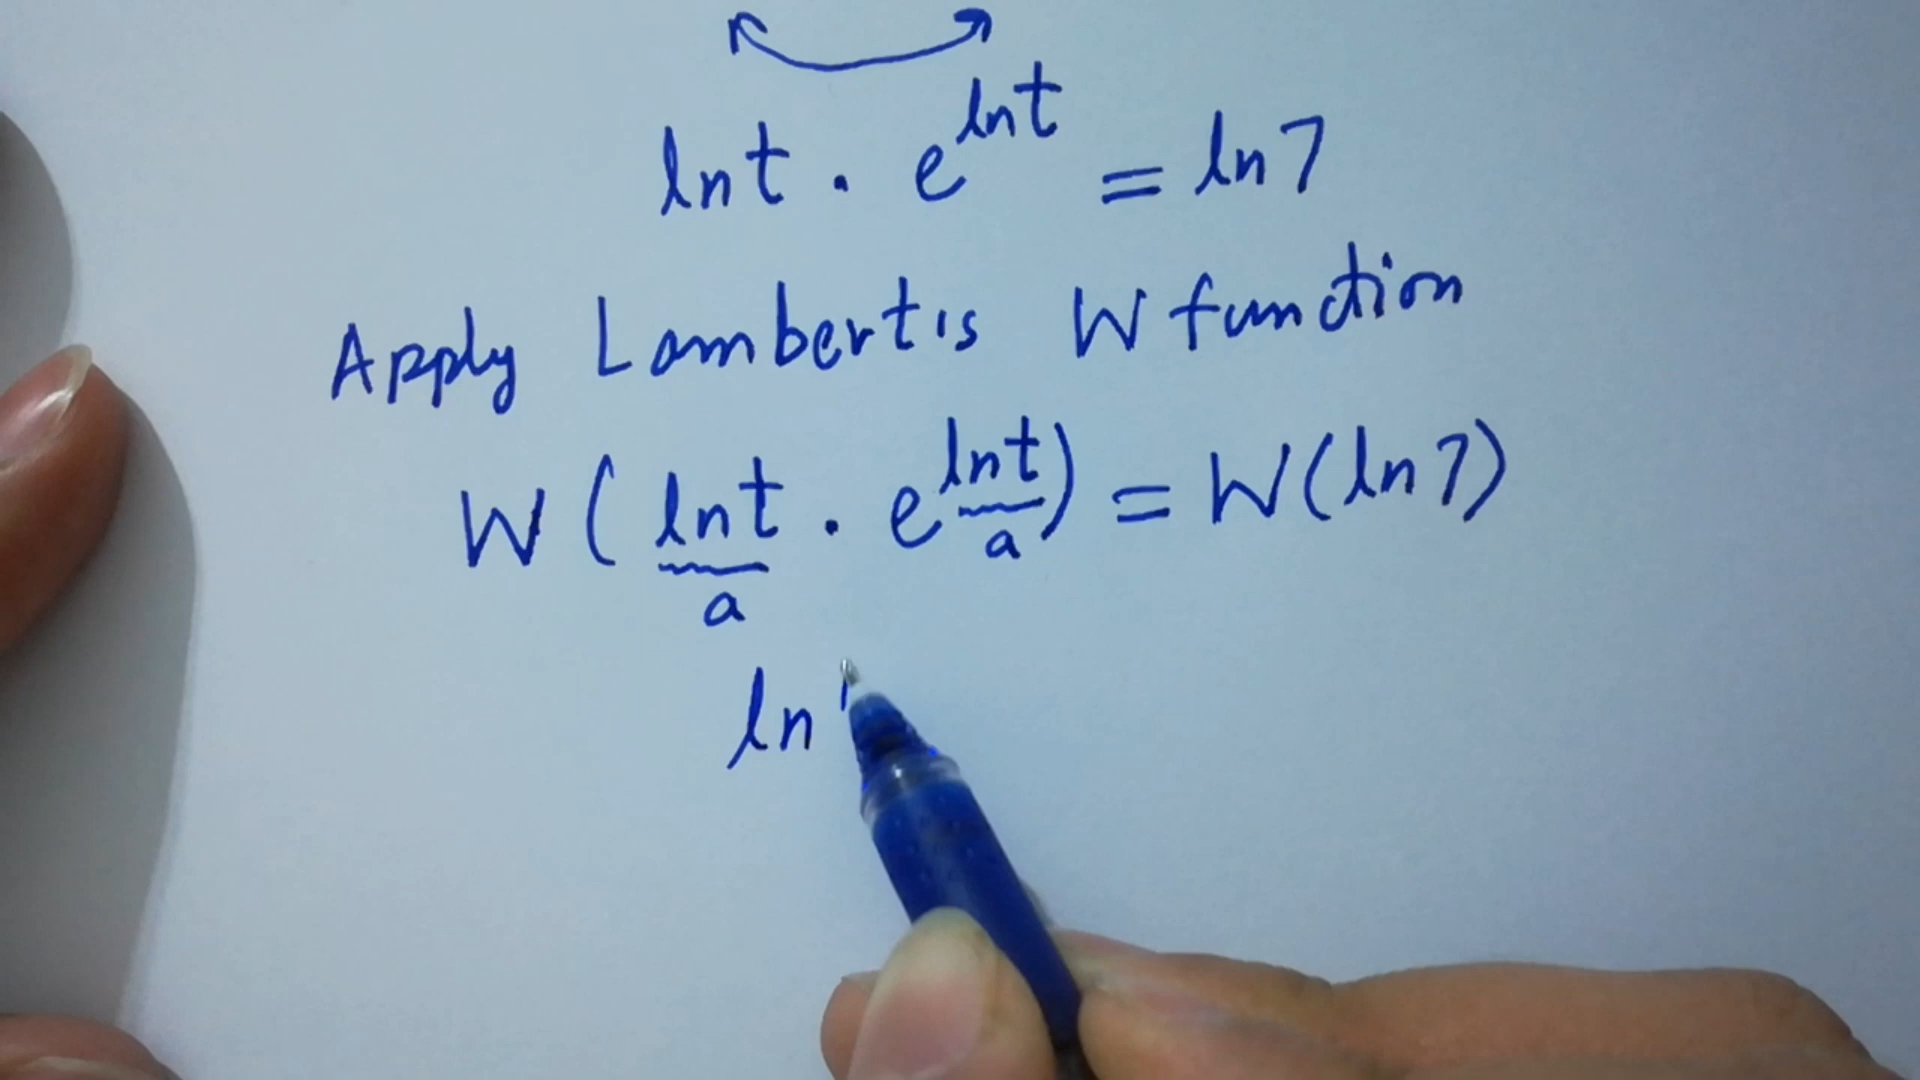 ln t · e^ln t = ln 7
Apply Lambert's W function
W ( ln t · e^ln t ) = W (ln 7)
a a
ln